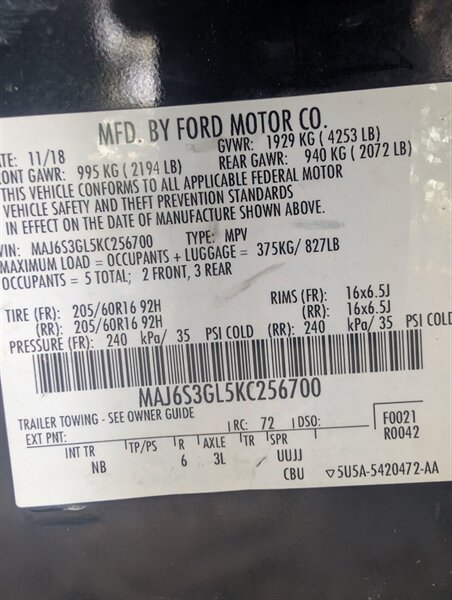 MFD. BY FORD MOTOR CO.
ATE: 11/18 GVWR: 1929 KG ( 4253 LB)
RONT GAWR: 995 KG ( 2194 LB) REAR GAWR: 940 KG ( 2072 LB)
THIS VEHICLE CONFORMS TO ALL APPLICABLE FEDERAL MOTOR
VEHICLE SAFETY AND THEFT PREVENTION STANDARDS
IN EFFECT ON THE DATE OF MANUFACTURE SHOWN ABOVE.
VIN: MAJ6S3GL5KC256700 TYPE: MPV
MAXIMUM LOAD = OCCUPANTS + LUGGAGE = 375KG/ 827LB
OCCUPANTS = 5 TOTAL; 2 FRONT, 3 REAR
TIRE (FR): 205/60R16 92H RIMS (FR): 16x6.5J
(RR): 205/60R16 92H (RR): 16x6.5J
PRESSURE (FR): 240 kPa/ 35 PSI COLD (RR): 240 kPa/ 35 PSI COLD
MAJ6S3GL5KC256700
TRAILER TOWING - SEE OWNER GUIDE
EXT PNT: RC: 72 DSO: F0021
R0042
INT TR TP/PS R AXLE TR SPR
NB 6 3L UUJJ
CBU ▽5U5A-5420472-AA